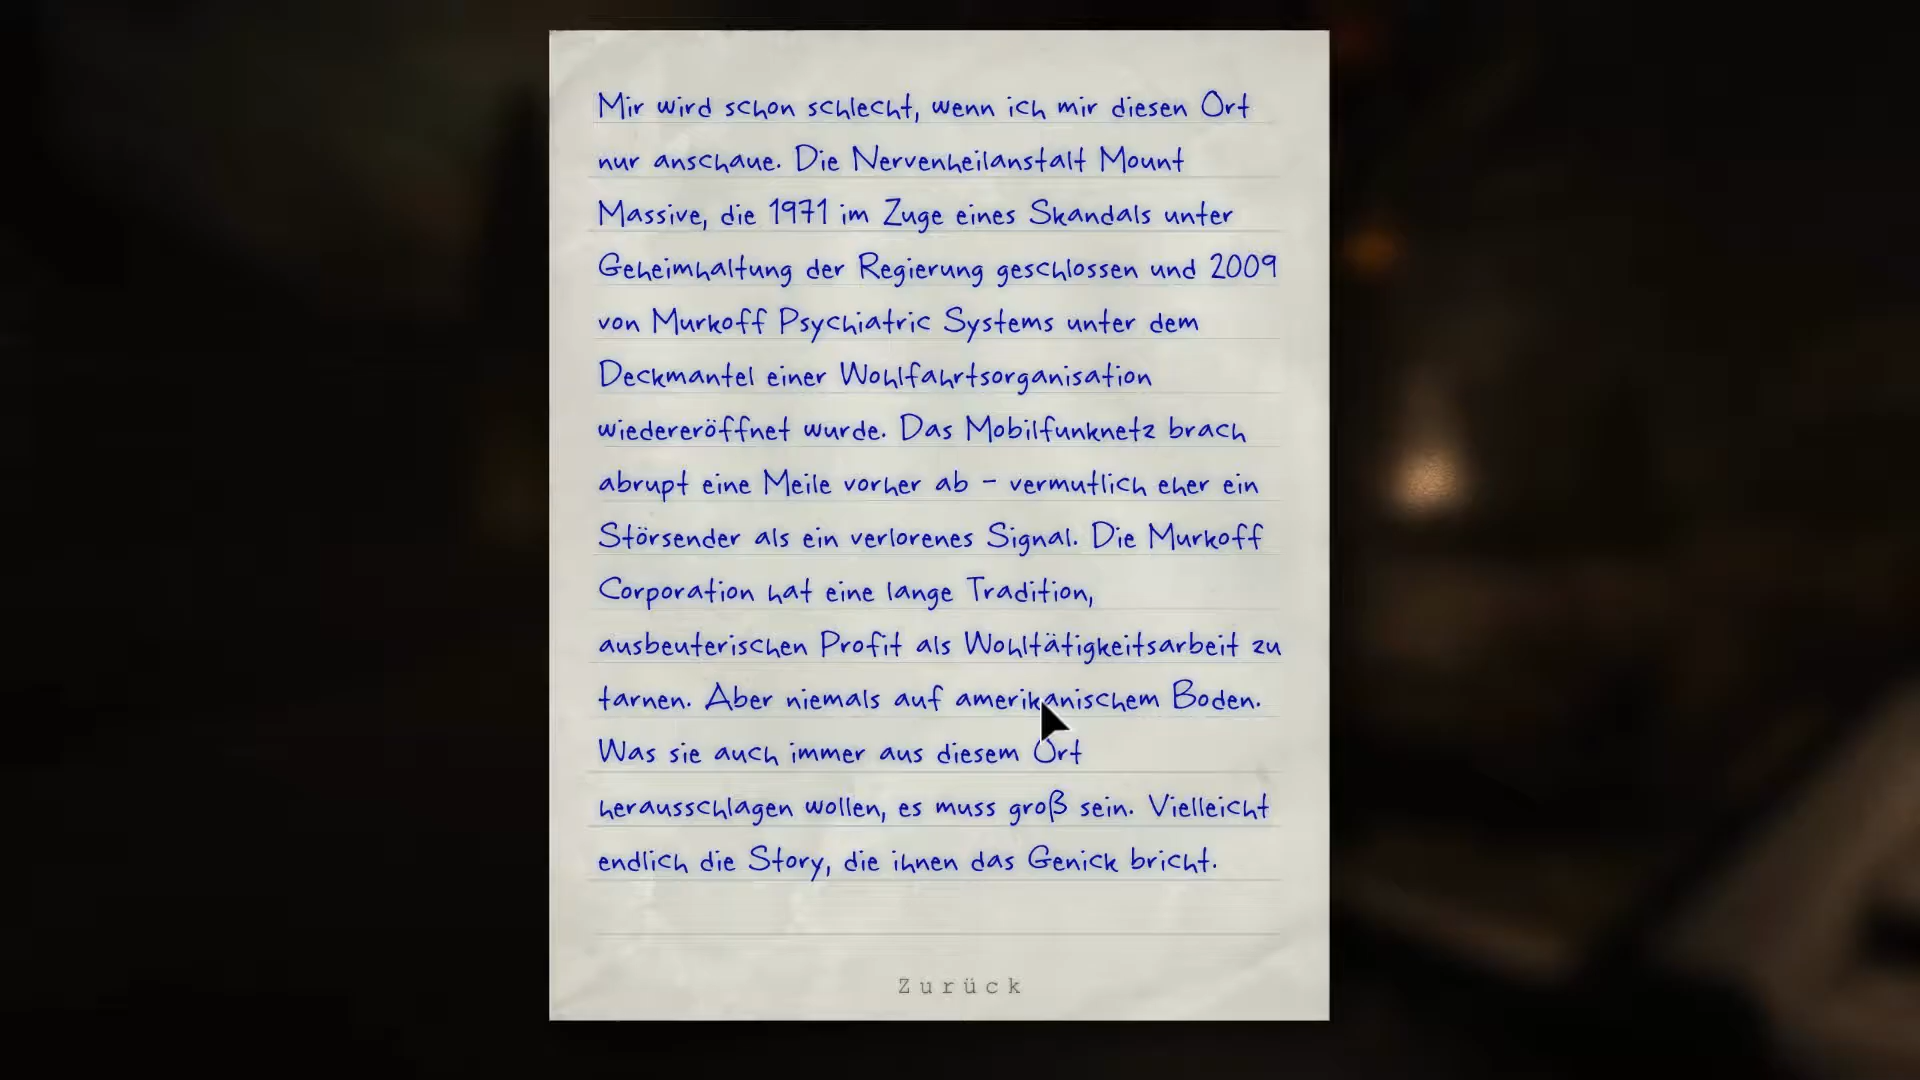 Mir wird schon schlecht, wenn ich mir diesen Ort
nur anschaue. Die Nervenheilanstalt Mount
Massive, die 1971 im Zuge eines Skandals unter
Geheimhaltung der Regierung geschlossen und 2009
von Murkoff Psychiatric Systems unter dem
Deckmantel einer Wohlfahrtsorganisation
wiedereröffnet wurde. Das Mobilfunknetz brach
abrupt eine Meile vorher ab - vermutlich eher ein
Störsender als ein verlorenes Signal. Die Murkoff
Corporation hat eine lange Tradition,
ausbeuterischen Profit als Wohltätigkeitsarbeit zu
tarnen. Aber niemals auf amerikanischem Boden.
Was sie auch immer aus diesem Ort
herausschlagen wollen, es muss groß sein. Vielleicht
endlich die Story, die ihnen das Genick bricht.
Zurück